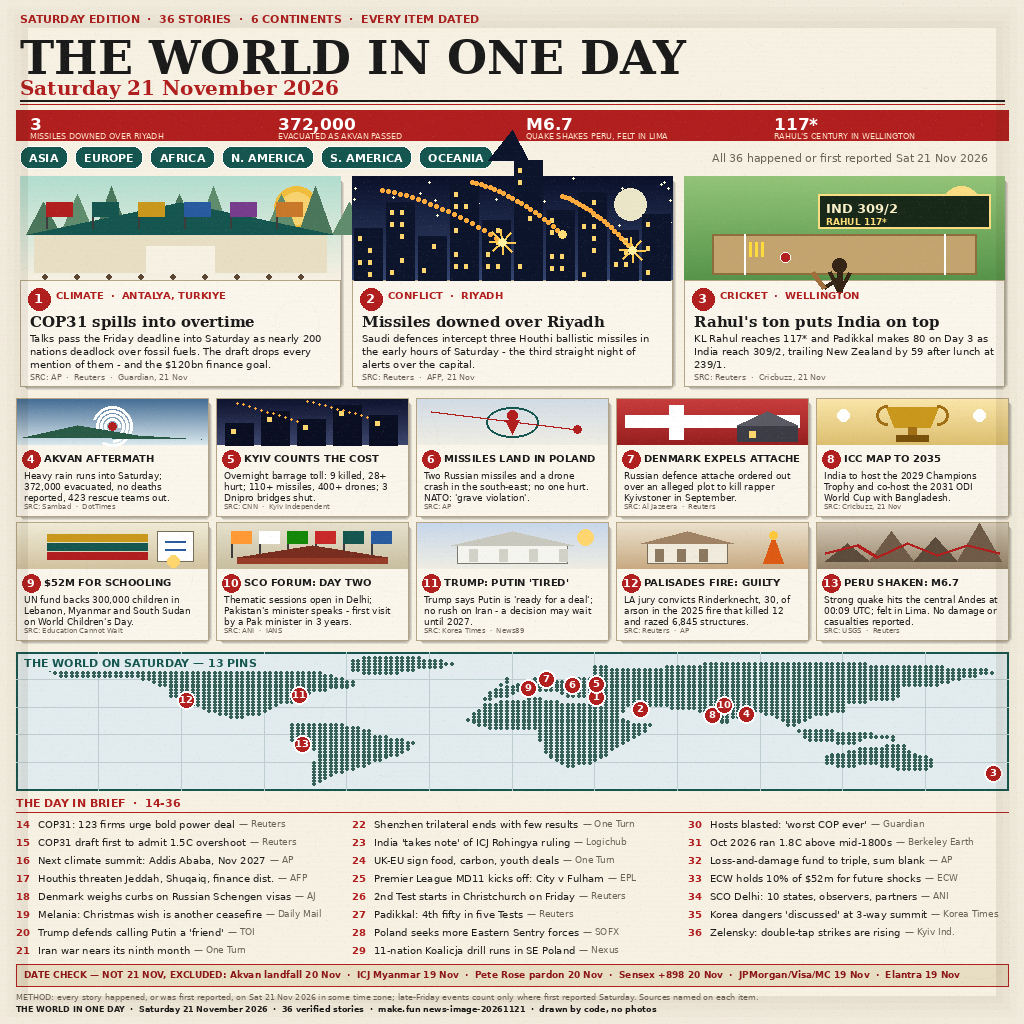 SATURDAY EDITION · 36 STORIES · 6 CONTINENTS · EVERY ITEM DATED
THE WORLD IN ONE DAY
Saturday 21 November 2026
3
MISSILES DOWNED OVER RIYADH
372,000
EVACUATED AS AKVAN PASSED
M6.7
QUAKE SHAKES PERU, FELT IN LIMA
117*
RAHUL'S CENTURY IN WELLINGTON
ASIA
EUROPE
AFRICA
N. AMERICA
S. AMERICA
OCEANIA
All 36 happened or first reported Sat 21 Nov 2026
1 CLIMATE · ANTALYA, TURKIYE
COP31 spills into overtime
Talks pass the Friday deadline into Saturday as nearly 200
nations deadlock over fossil fuels. The draft drops every
mention of them - and the $120bn finance goal.
SRC: AP · Reuters · Guardian, 21 Nov
2 CONFLICT · RIYADH
Missiles downed over Riyadh
Saudi defences intercept three Houthi ballistic missiles in
the early hours of Saturday - the third straight night of
alerts over the capital.
SRC: Reuters · AFP, 21 Nov
IND 309/2
RAHUL 117*
3 CRICKET · WELLINGTON
Rahul's ton puts India on top
KL Rahul reaches 117* and Padikkal makes 80 on Day 3 as
India reach 309/2, trailing New Zealand by 59 after lunch at
239/1.
SRC: Reuters · Cricbuzz, 21 Nov
4 AKVAN AFTERMATH
Heavy rain runs into Saturday;
372,000 evacuated, no deaths
reported, 423 rescue teams out.
SRC: Sambad · DotTimes
5 KYIV COUNTS THE COST
Overnight barrage toll: 9 killed, 28+
hurt; 110+ missiles, 400+ drones; 3
Dnipro bridges shut.
SRC: CNN · Kyiv Independent
6 MISSILES LAND IN POLAND
Two Russian missiles and a drone
crash in the south-east; no one hurt.
NATO: 'grave violation'.
SRC: AP
7 DENMARK EXPELS ATTACHE
Russian defence attache ordered out
over an alleged plot to kill rapper
Kyivstoner in September.
SRC: Al Jazeera · Reuters
8 ICC MAP TO 2035
India to host the 2029 Champions
Trophy and co-host the 2031 ODI
World Cup with Bangladesh.
SRC: Cricbuzz, 21 Nov
9 $52M FOR SCHOOLING
UN fund backs 300,000 children in
Lebanon, Myanmar and South Sudan
on World Children's Day.
SRC: Education Cannot Wait
10 SCO FORUM: DAY TWO
Thematic sessions open in Delhi;
Pakistan's minister speaks - first visit
by a Pak minister in 3 years.
SRC: ANI · IANS
11 TRUMP: PUTIN 'TIRED'
Trump says Putin is 'ready for a deal';
no rush on Iran - a decision may wait
until 2027.
SRC: Korea Times · News89
12 PALISADES FIRE: GUILTY
LA jury convicts Rinderknecht, 30, of
arson in the 2025 fire that killed 12
and razed 6,845 structures.
SRC: Reuters · AP
13 PERU SHAKEN: M6.7
Strong quake hits the central Andes at
00:09 UTC; felt in Lima. No damage or
casualties reported.
SRC: USGS · Reuters
THE WORLD ON SATURDAY — 13 PINS
12
11
13
9
7
6
5
1
2
8
10
4
3
THE DAY IN BRIEF · 14-36
14 COP31: 123 firms urge bold power deal — Reuters
15 COP31 draft first to admit 1.5C overshoot — Reuters
16 Next climate summit: Addis Ababa, Nov 2027 — AP
17 Houthis threaten Jeddah, Shuqaiq, finance dist. — AFP
18 Denmark weighs curbs on Russian Schengen visas — AJ
19 Melania: Christmas wish is another ceasefire — Daily Mail
20 Trump defends calling Putin a 'friend' — TOI
21 Iran war nears its ninth month — One Turn
22 Shenzhen trilateral ends with few results — One Turn
23 India 'takes note' of ICJ Rohingya ruling — Logichub
24 UK-EU sign food, carbon, youth deals — One Turn
25 Premier League MD11 kicks off: City v Fulham — EPL
26 2nd Test starts in Christchurch on Friday — Reuters
27 Padikkal: 4th fifty in five Tests — Reuters
28 Poland seeks more Eastern Sentry forces — SOFX
29 11-nation Koalicja drill runs in SE Poland — Nexus
30 Hosts blasted: 'worst COP ever' — Guardian
31 Oct 2026 ran 1.8C above mid-1800s — Berkeley Earth
32 Loss-and-damage fund to triple, sum blank — AP
33 ECW holds 10% of $52m for future shocks — ECW
34 SCO Delhi: 10 states, observers, partners — ANI
35 Korea dangers 'discussed' at 3-way summit — Korea Times
36 Zelensky: double-tap strikes are rising — Kyiv Ind.
DATE CHECK — NOT 21 NOV, EXCLUDED: Akvan landfall 20 Nov · ICJ Myanmar 19 Nov · Pete Rose pardon 20 Nov · Sensex +898 20 Nov · JPMorgan/Visa/MC 19 Nov · Elantra 19 Nov
METHOD: every story happened, or was first reported, on Sat 21 Nov 2026 in some time zone; late-Friday events count only where first reported Saturday. Sources named on each item.
THE WORLD IN ONE DAY · Saturday 21 November 2026 · 36 verified stories · make.fun news-image-20261121 · drawn by code, no photos